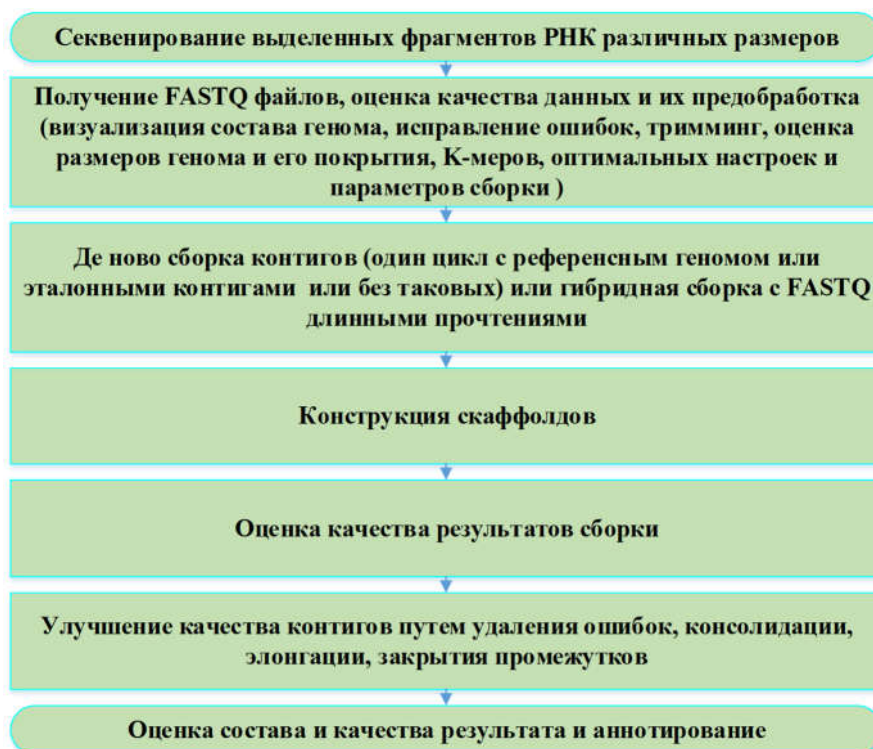 Секвенирование выделенных фрагментов РНК различных размеров
Получение FASTQ файлов, оценка качества данных и их предобработка
(визуализация состава генома, исправление ошибок, тримминг, оценка
размеров генома и его покрытия, К-меров, оптимальных настроек и
параметров сборки )
Де ново сборка контигов (один цикл с референсным геномом или
эталонными контигами или без таковых) или гибридная сборка с FASTQ
длинными прочтениями
Конструкция скаффолдов
Оценка качества результатов сборки
Улучшение качества контигов путем удаления ошибок, консолидации,
элонгации, закрытия промежутков
Оценка состава и качества результата и аннотирование